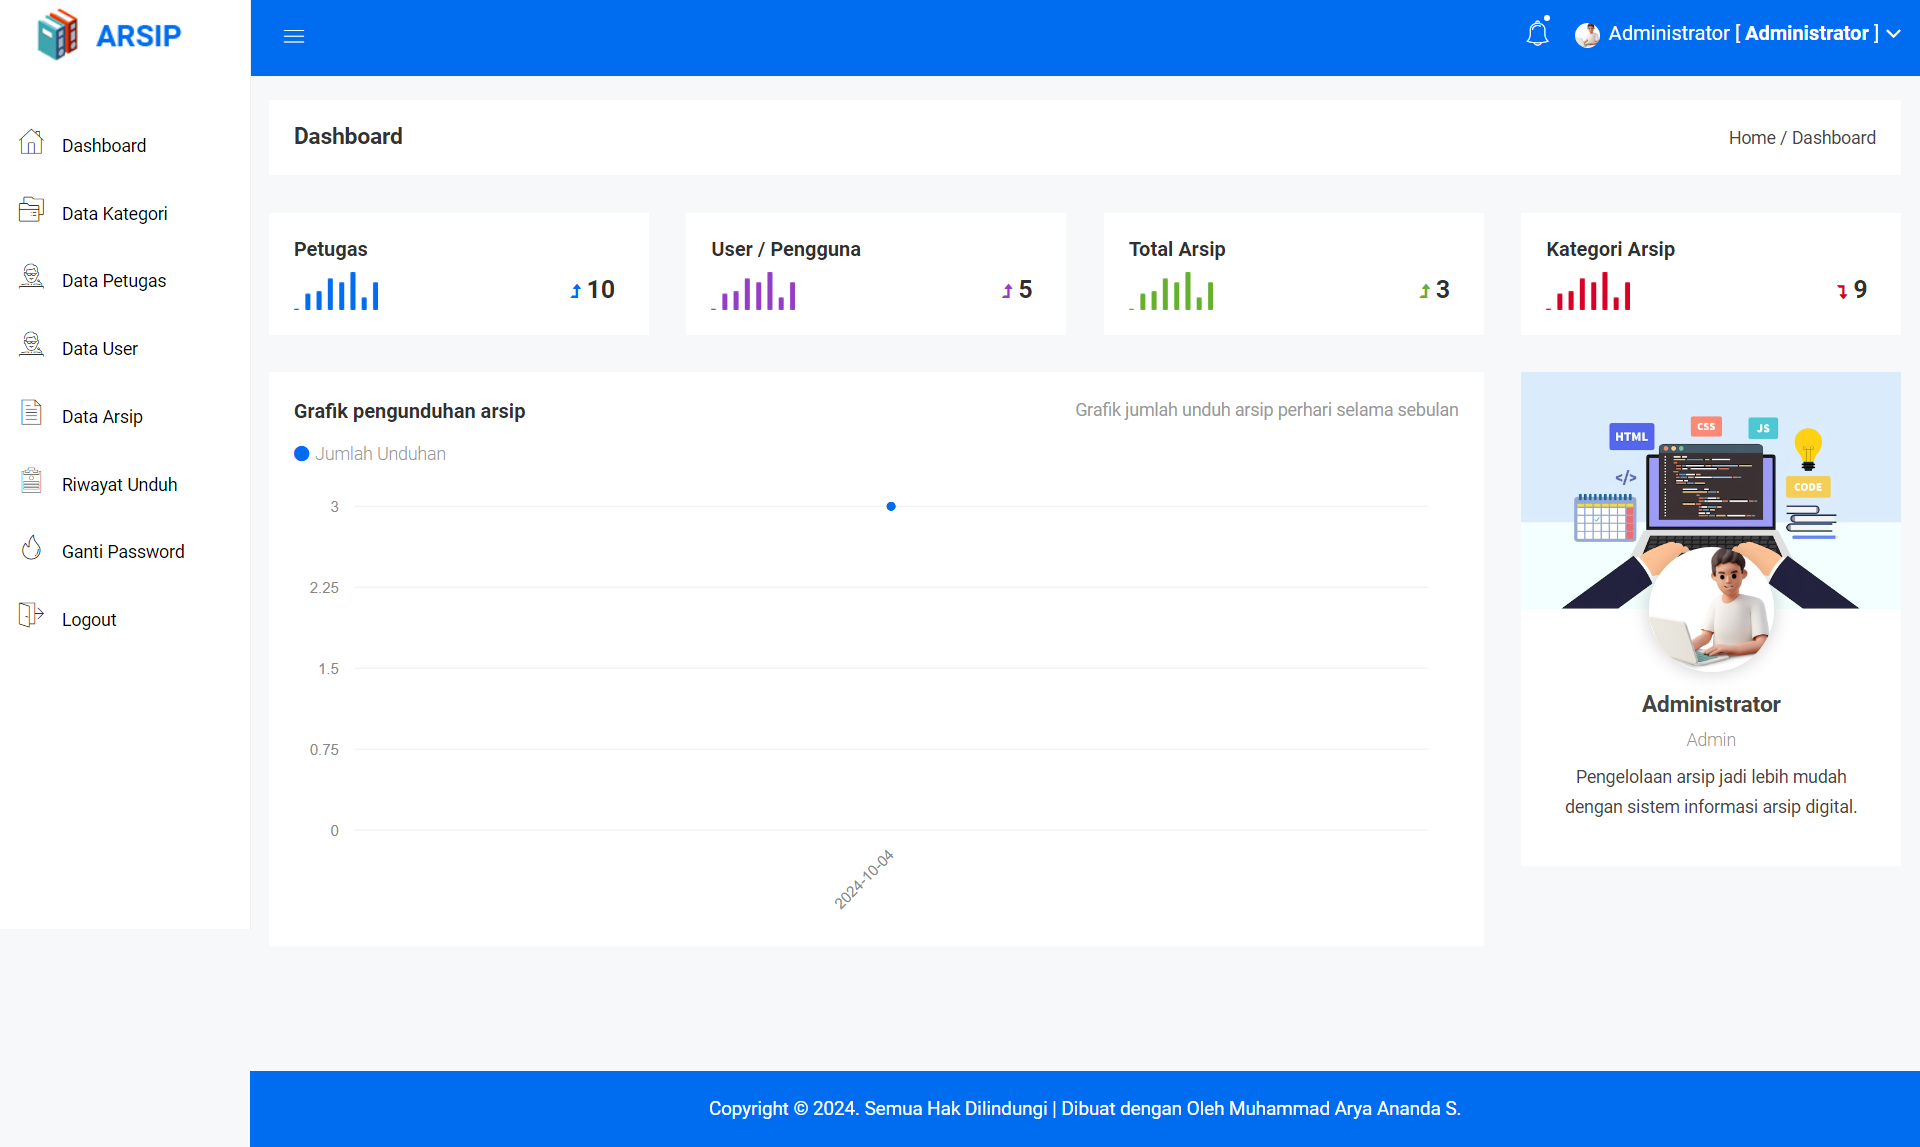 ARSIP
Administrator [ Administrator ]
Dashboard
Data Kategori
Data Petugas
Data User
Data Arsip
Riwayat Unduh
Ganti Password
Logout
Dashboard
Home / Dashboard
Petugas
10
User / Pengguna
5
Total Arsip
3
Kategori Arsip
9
Grafik pengunduhan arsip
Grafik jumlah unduh arsip perhari selama sebulan
Jumlah Unduhan
3
2.25
1.5
0.75
0
2024-10-04
HTML
CSS
JS
</>
CODE
Administrator
Admin
Pengelolaan arsip jadi lebih mudah
dengan sistem informasi arsip digital.
Copyright © 2024. Semua Hak Dilindungi | Dibuat dengan Oleh Muhammad Arya Ananda S.